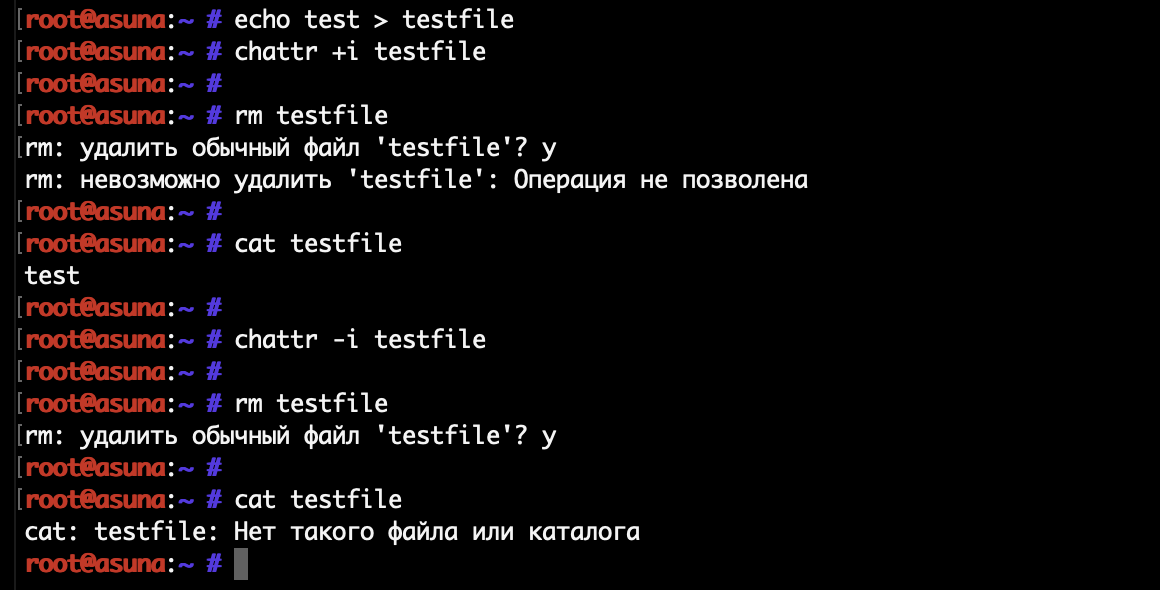 [root@asuna:~ # echo test > testfile
[root@asuna:~ # chattr +i testfile
[root@asuna:~ #
[root@asuna:~ # rm testfile
[rm: удалить обычный файл 'testfile'? y
rm: невозможно удалить 'testfile': Операция не позволена
[root@asuna:~ #
[root@asuna:~ # cat testfile
test
[root@asuna:~ #
[root@asuna:~ # chattr -i testfile
[root@asuna:~ #
[root@asuna:~ # rm testfile
[rm: удалить обычный файл 'testfile'? y
[root@asuna:~ #
[root@asuna:~ # cat testfile
cat: testfile: Нет такого файла или каталога
root@asuna:~ #